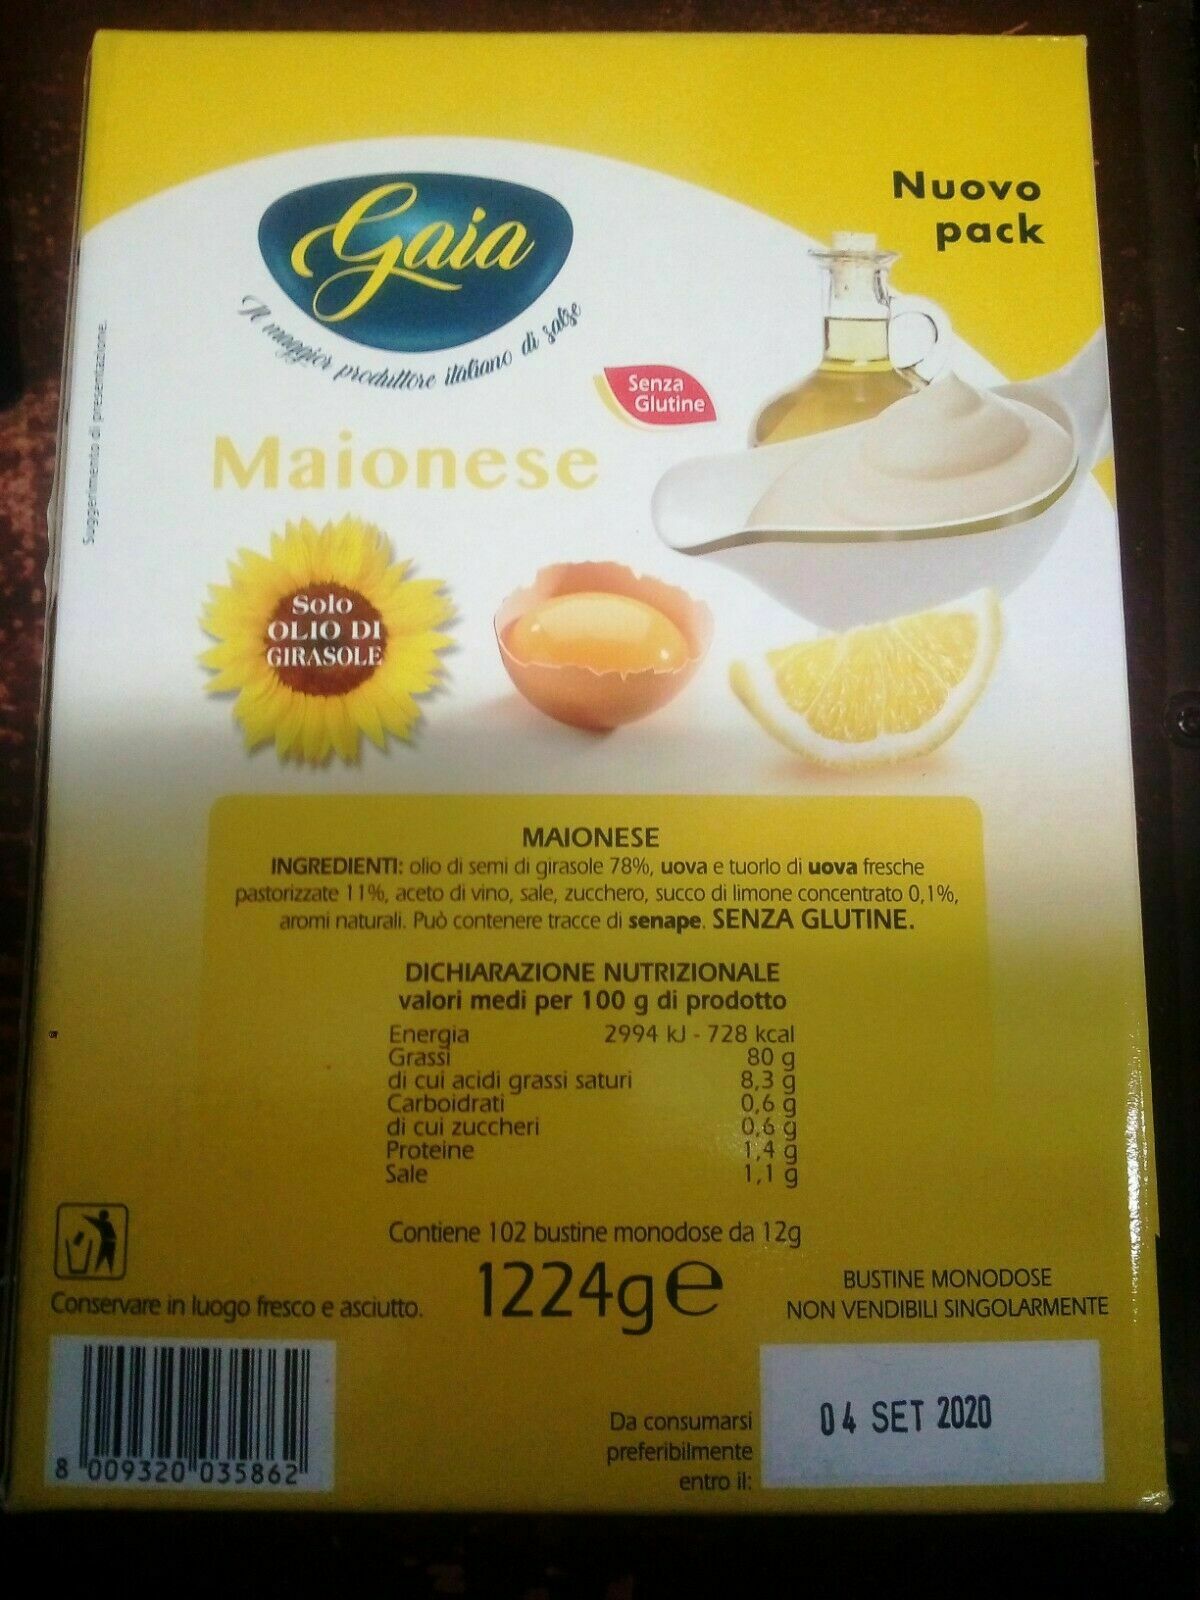 Nuovo
pack
Gaia
Il maggior produttore italiano di salse
Suggerimento di presentazione.
Senza
Glutine
Maionese
Solo
OLIO DI
GIRASOLE
MAIONESE
INGREDIENTI: olio di semi di girasole 78%, uova e tuorlo di uova fresche
pastorizzate 11%, aceto di vino, sale, zucchero, succo di limone concentrato 0,1%,
aromi naturali. Può contenere tracce di senape. SENZA GLUTINE.
DICHIARAZIONE NUTRIZIONALE
valori medi per 100 g di prodotto
Energia 2994 kJ - 728 kcal
Grassi 80 g
di cui acidi grassi saturi 8,3 g
Carboidrati 0,6 g
di cui zuccheri 0,6 g
Proteine 1,4 g
Sale 1,1 g
Contiene 102 bustine monodose da 12g
1224g e
Conservare in luogo fresco e asciutto.
BUSTINE MONODOSE
NON VENDIBILI SINGOLARMENTE
8 009320 035862
Da consumarsi
preferibilmente
entro il:
04 SET 2020